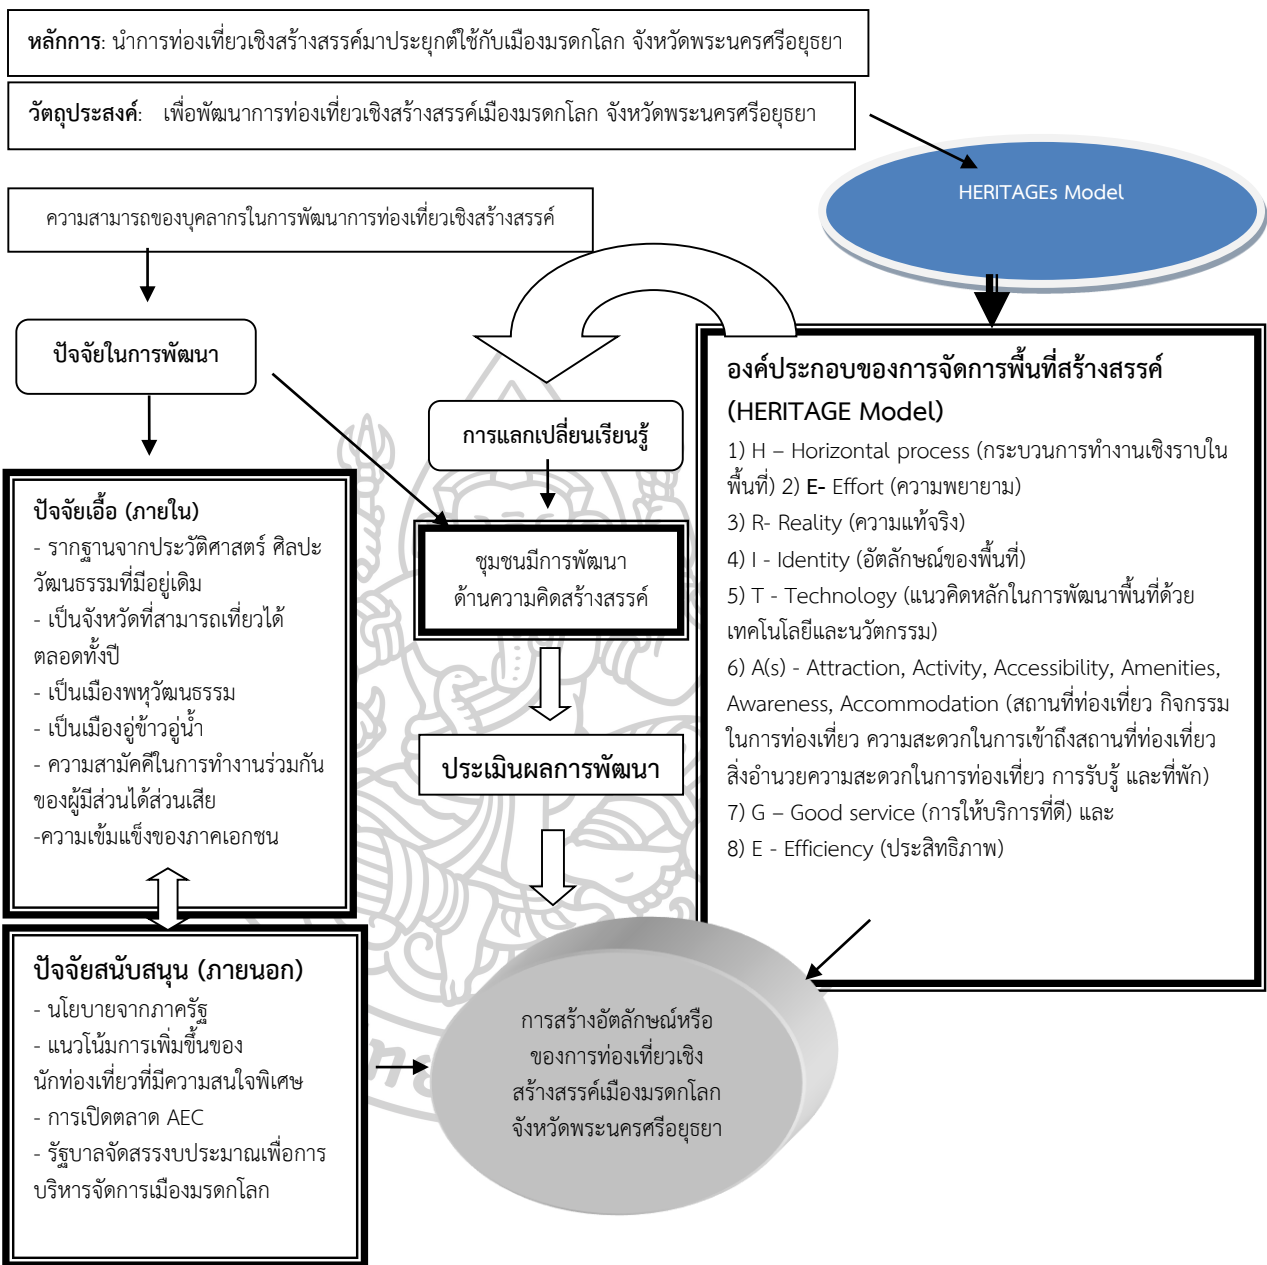 หลักการ: นำการท่องเที่ยวเชิงสร้างสรรค์มาประยุกต์ใช้กับเมืองมรดกโลก จังหวัดพระนครศรีอยุธยา
วัตถุประสงค์: เพื่อพัฒนาการท่องเที่ยวเชิงสร้างสรรค์เมืองมรดกโลก จังหวัดพระนครศรีอยุธยา
HERITAGEs Model
ความสามารถของบุคลากรในการพัฒนาการท่องเที่ยวเชิงสร้างสรรค์
ปัจจัยในการพัฒนา
ปัจจัยเอื้อ (ภายใน)
- รากฐานจากประวัติศาสตร์ ศิลปะ
วัฒนธรรมที่มีอยู่เดิม
- เป็นจังหวัดที่สามารถเที่ยวได้
ตลอดทั้งปี
- เป็นเมืองพหุวัฒนธรรม
- เป็นเมืองอู่ข้าวอู่น้ำ
- ความสามัคคีในการทำงานร่วมกัน
ของผู้มีส่วนได้ส่วนเสีย
-ความเข้มแข็งของภาคเอกชน
ปัจจัยสนับสนุน (ภายนอก)
- นโยบายจากภาครัฐ
- แนวโน้มการเพิ่มขึ้นของ
นักท่องเที่ยวที่มีความสนใจพิเศษ
- การเปิดตลาด AEC
- รัฐบาลจัดสรรงบประมาณเพื่อการ
บริหารจัดการเมืองมรดกโลก
การแลกเปลี่ยนเรียนรู้
ชุมชนมีการพัฒนา
ด้านความคิดสร้างสรรค์
ประเมินผลการพัฒนา
การสร้างอัตลักษณ์หรือ
ของการท่องเที่ยวเชิง
สร้างสรรค์เมืองมรดกโลก
จังหวัดพระนครศรีอยุธยา
องค์ประกอบของการจัดการพื้นที่สร้างสรรค์
(HERITAGE Model)
1) H – Horizontal process (กระบวนการทำงานเชิงราบใน
พื้นที่) 2) E- Effort (ความพยายาม)
3) R- Reality (ความแท้จริง)
4) I - Identity (อัตลักษณ์ของพื้นที่)
5) T - Technology (แนวคิดหลักในการพัฒนาพื้นที่ด้วย
เทคโนโลยีและนวัตกรรม)
6) A(s) - Attraction, Activity, Accessibility, Amenities,
Awareness, Accommodation (สถานที่ท่องเที่ยว กิจกรรม
ในการท่องเที่ยว ความสะดวกในการเข้าถึงสถานที่ท่องเที่ยว
สิ่งอำนวยความสะดวกในการท่องเที่ยว การรับรู้ และที่พัก)
7) G – Good service (การให้บริการที่ดี) และ
8) E - Efficiency (ประสิทธิภาพ)